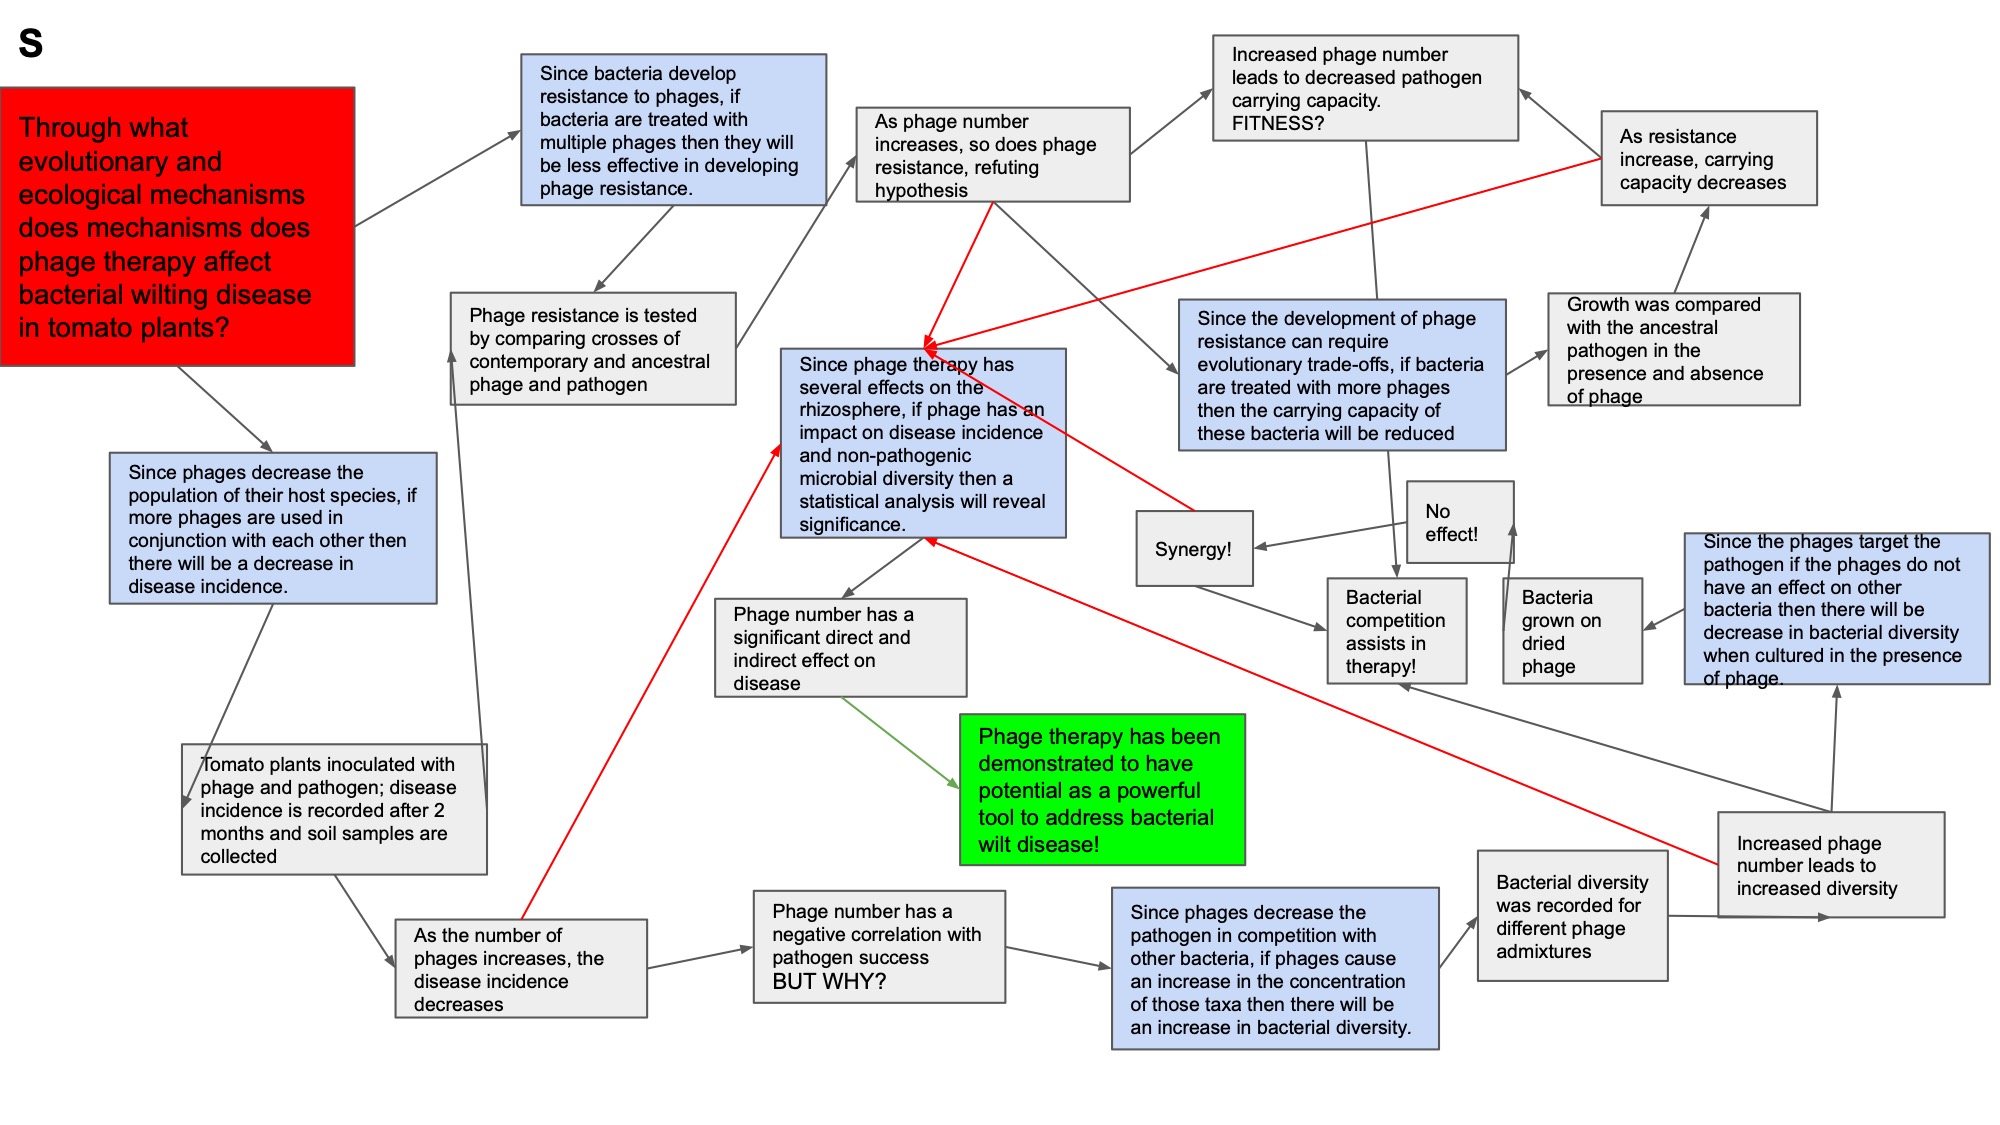 S
Through what
evolutionary and
ecological mechanisms
does mechanisms does
phage therapy affect
bacterial wilting disease
in tomato plants?
Since bacteria develop
resistance to phages, if
bacteria are treated with
multiple phages then they will
be less effective in developing
phage resistance.
As phage number
increases, so does phage
resistance, refuting
hypothesis
Increased phage number
leads to decreased pathogen
carrying capacity.
FITNESS?
As resistance
increase, carrying
capacity decreases
Phage resistance is tested
by comparing crosses of
contemporary and ancestral
phage and pathogen
Since phage therapy has
several effects on the
rhizosphere, if phage has an
impact on disease incidence
and non-pathogenic
microbial diversity then a
statistical analysis will reveal
significance.
Since the development of phage
resistance can require
evolutionary trade-offs, if bacteria
are treated with more phages
then the carrying capacity of
these bacteria will be reduced
Growth was compared
with the ancestral
pathogen in the
presence and absence
of phage
Since phages decrease the
population of their host species, if
more phages are used in
conjunction with each other then
there will be a decrease in
disease incidence.
Synergy!
No
effect!
Bacterial
competition
assists in
therapy!
Bacteria
grown on
dried
phage
Since the phages target the
pathogen if the phages do not
have an effect on other
bacteria then there will be
decrease in bacterial diversity
when cultured in the presence
of phage.
Phage number has a
significant direct and
indirect effect on
disease
Phage therapy has been
demonstrated to have
potential as a powerful
tool to address bacterial
wilt disease!
Tomato plants inoculated with
phage and pathogen; disease
incidence is recorded after 2
months and soil samples are
collected
As the number of
phages increases, the
disease incidence
decreases
Phage number has a
negative correlation with
pathogen success
BUT WHY?
Since phages decrease the
pathogen in competition with
other bacteria, if phages cause
an increase in the concentration
of those taxa then there will be
an increase in bacterial diversity.
Bacterial diversity
was recorded for
different phage
admixtures
Increased phage
number leads to
increased diversity